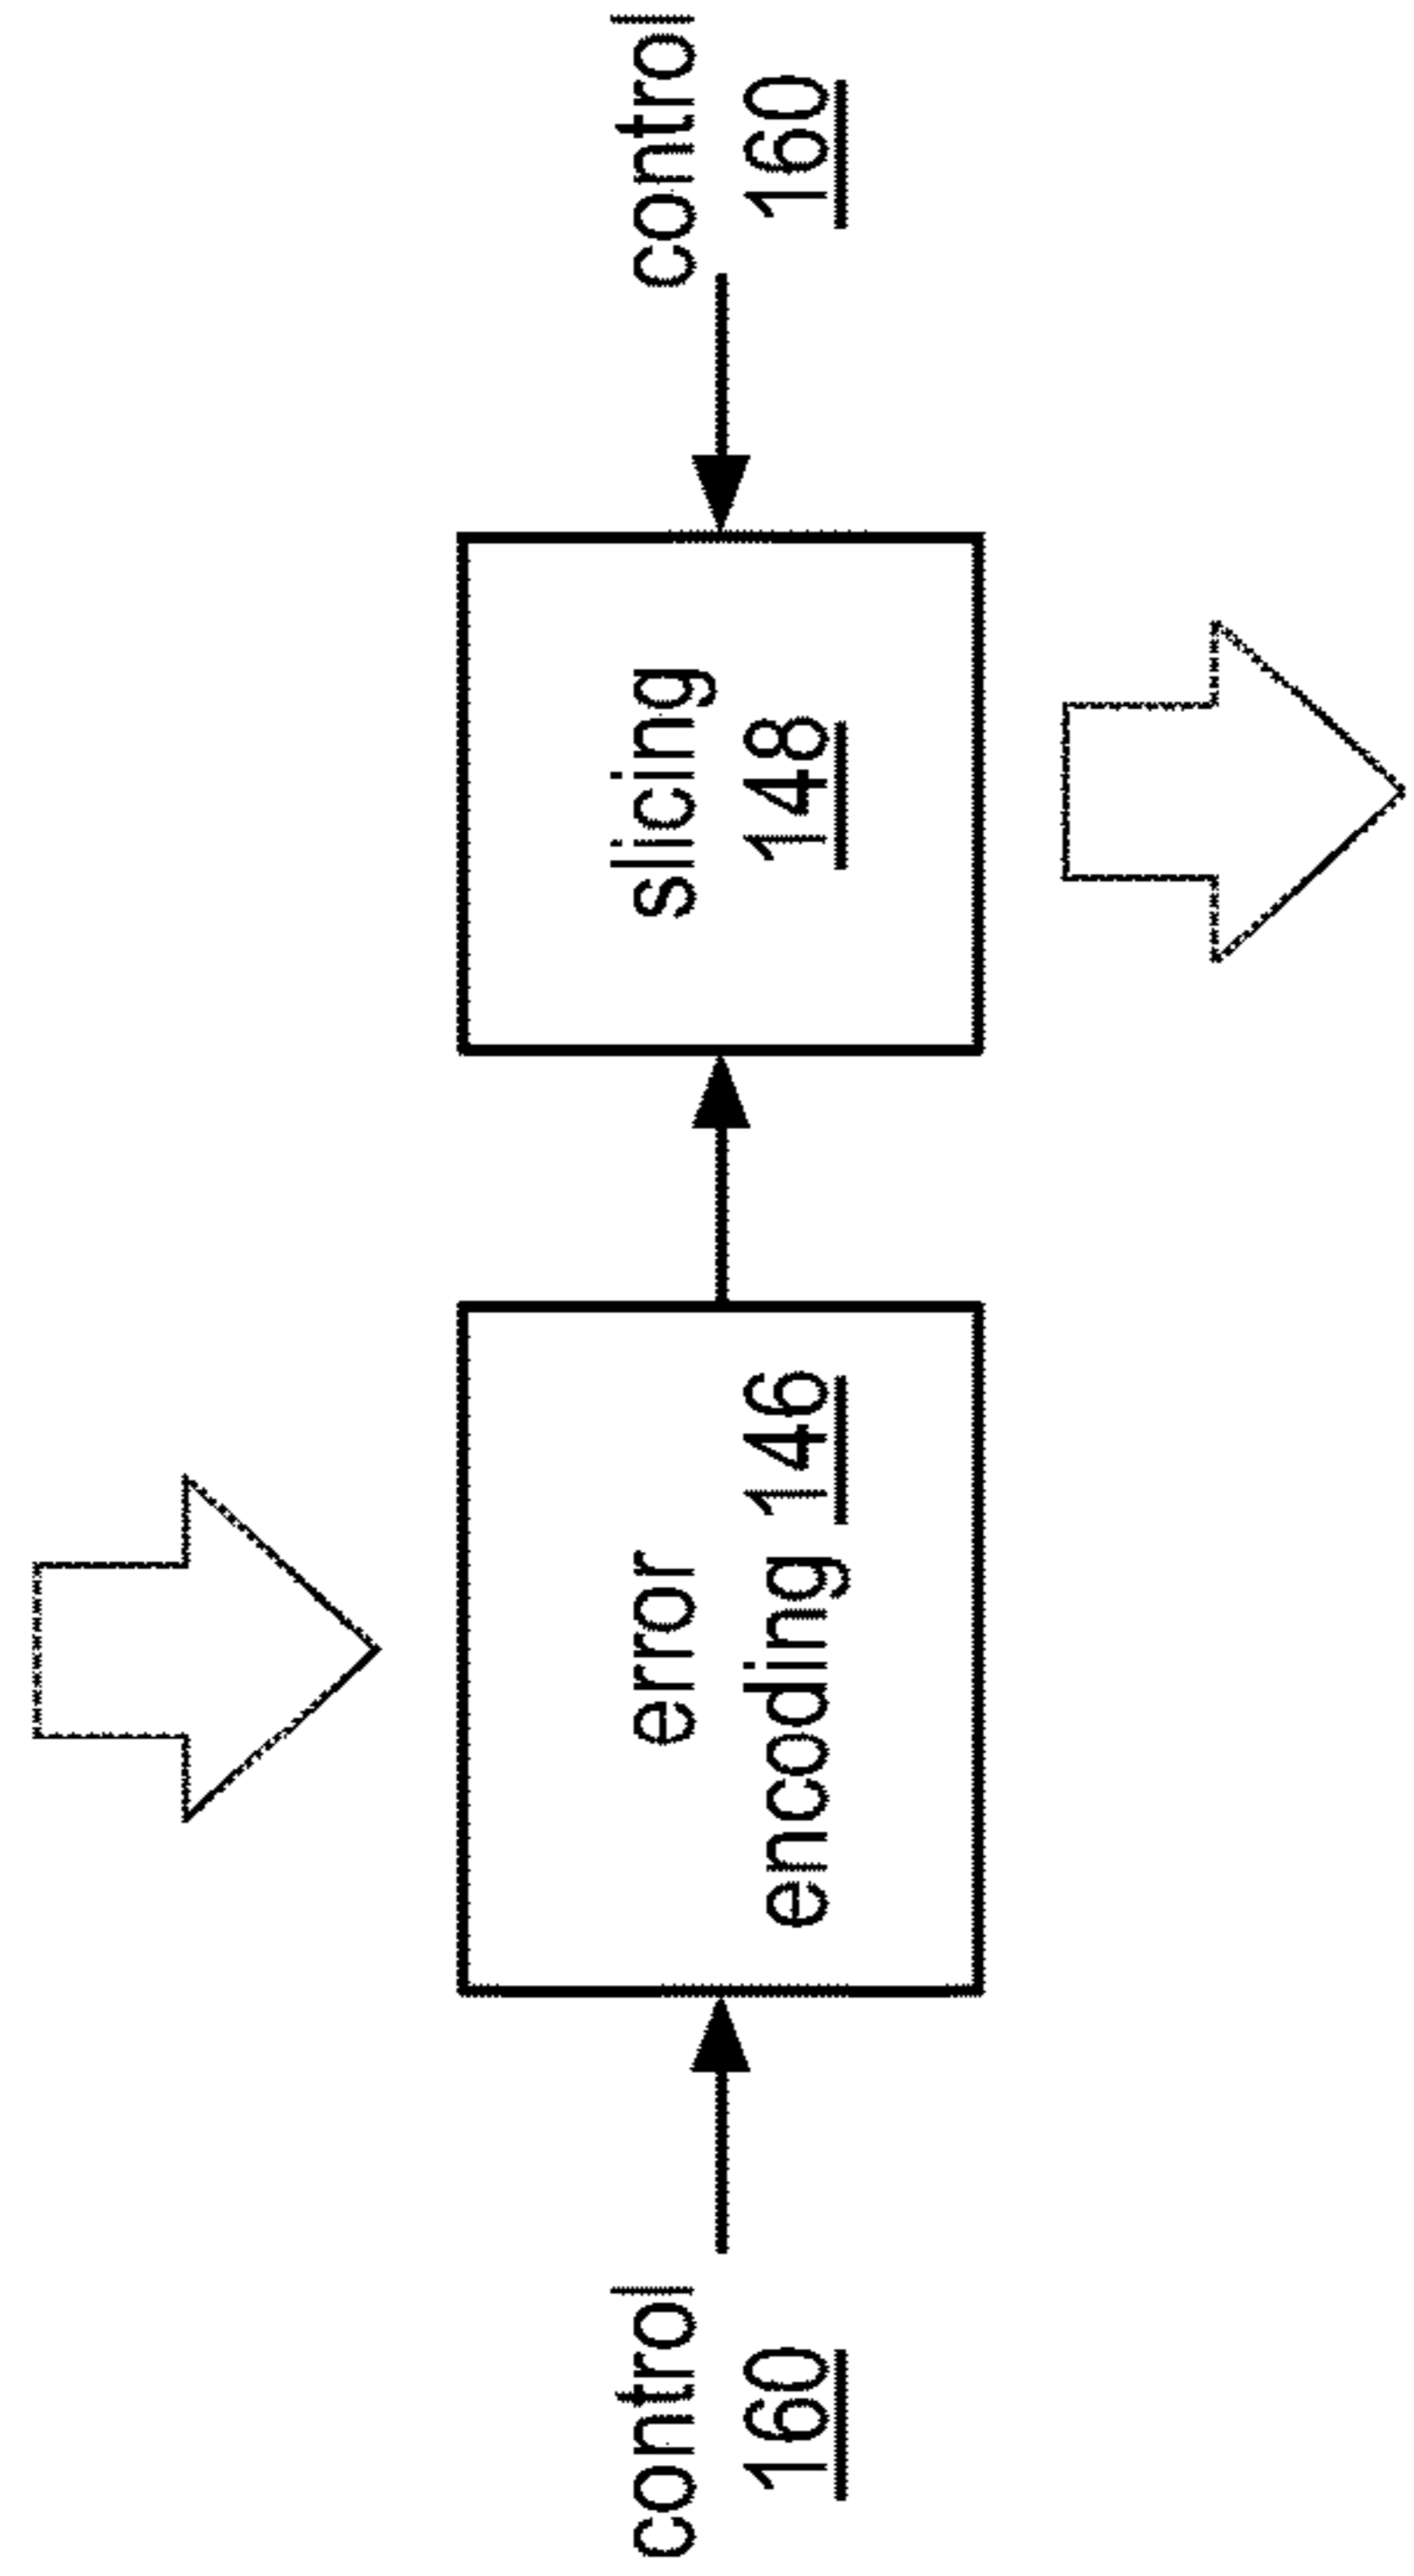 control
160
error
encoding 146
slicing
148
control
160